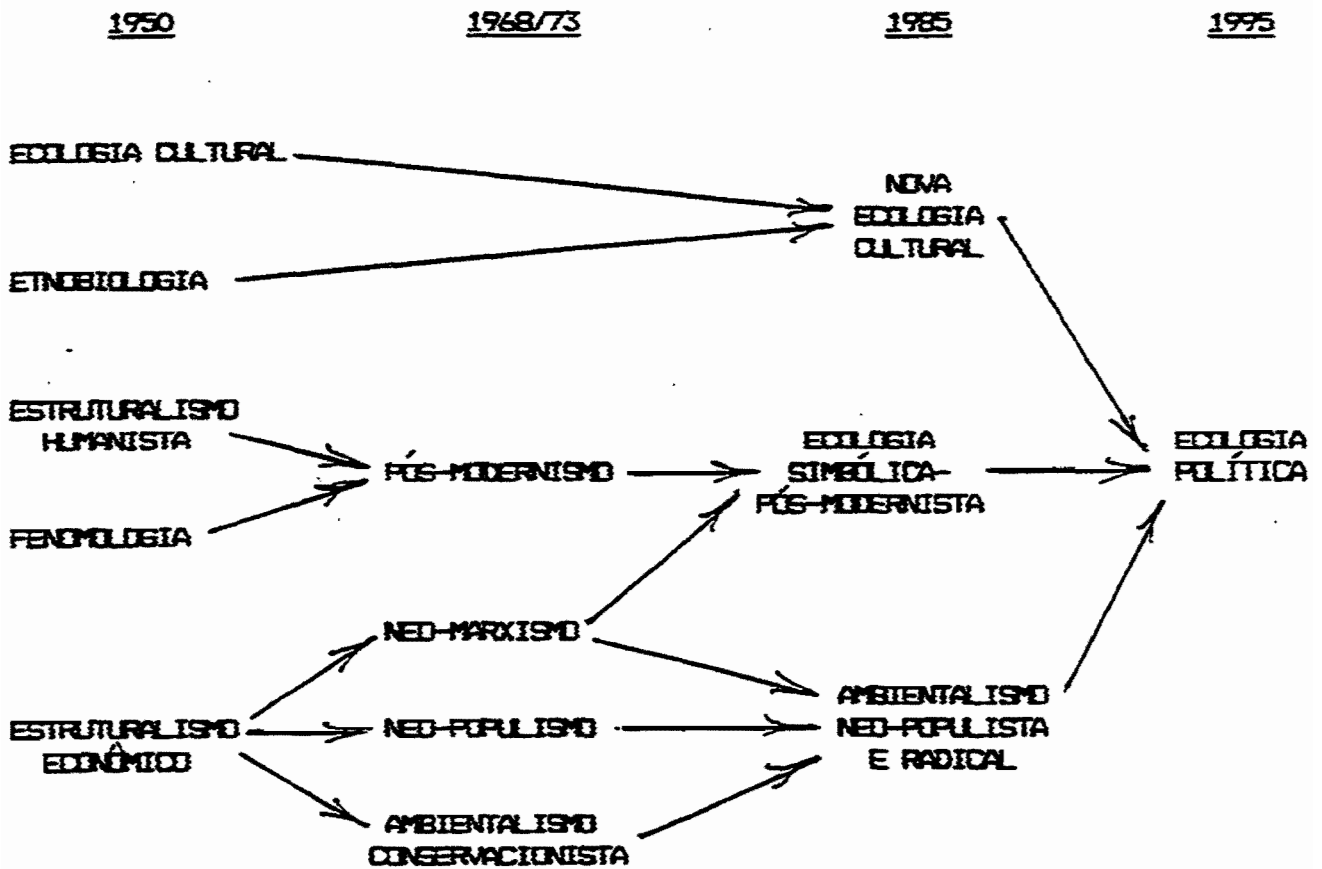 1950 1968/73 1985 1995
ECOLOGIA CULTURAL
NOVA
ECOLOGIA
CULTURAL
ETNOBIOLOGIA
ESTRUTURALISMO
HUMANISTA
PÓS-MODERNISMO
ECOLOGIA
SIMBÓLICA-
PÓS-MODERNISTA
ECOLOGIA
POLÍTICA
FENOMOLOGIA
NEO-MARXISMO
ESTRUTURALISMO
ECONÔMICO
NEO-POPULISMO
AMBIENTALISMO
NEO-POPULISTA
E RADICAL
AMBIENTALISMO
CONSERVACIONISTA